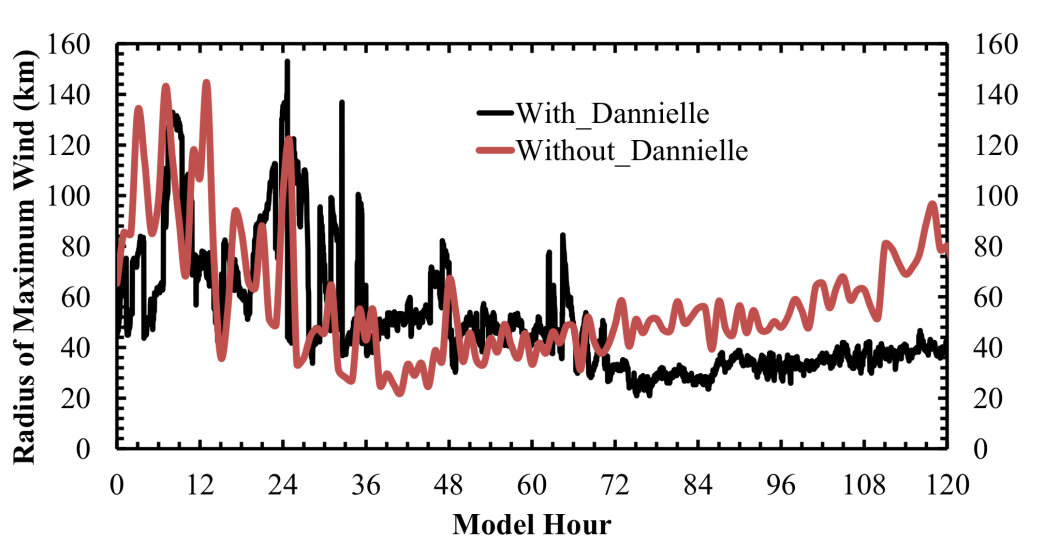 160 160
140 140
With_Dannielle
120 120
Without_Dannielle
100 100
80 80
60 60
40 40
20 20
0 0
Radius of Maximum Wind (km)
0 12 24 36 48 60 72 84 96 108 120
Model Hour